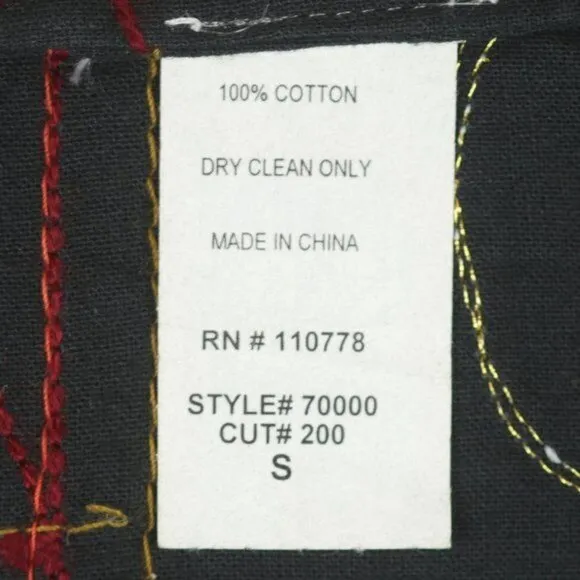 100% COTTON
DRY CLEAN ONLY
MADE IN CHINA
RN # 110778
STYLE# 70000
CUT# 200
S